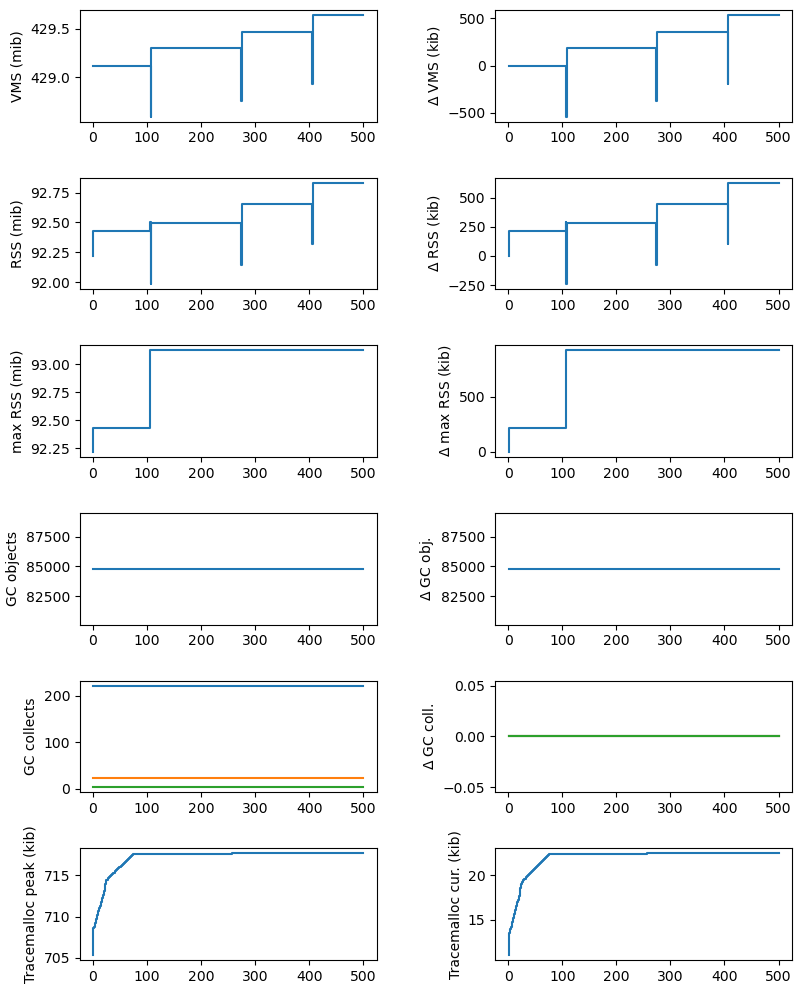 VMS (mib)
429.5
429.0
0 100 200 300 400 500
Δ VMS (kib)
500
0
−500
0 100 200 300 400 500
RSS (mib)
92.75
92.50
92.25
92.00
0 100 200 300 400 500
Δ RSS (kib)
500
250
0
−250
0 100 200 300 400 500
max RSS (mib)
93.00
92.75
92.50
92.25
0 100 200 300 400 500
Δ max RSS (kib)
500
0
0 100 200 300 400 500
GC objects
87500
85000
82500
0 100 200 300 400 500
Δ GC obj.
87500
85000
82500
0 100 200 300 400 500
GC collects
200
100
0
0 100 200 300 400 500
Δ GC coll.
0.05
0.00
−0.05
0 100 200 300 400 500
Tracemalloc peak (kib)
715
710
705
0 100 200 300 400 500
Tracemalloc cur. (kib)
20
15
0 100 200 300 400 500